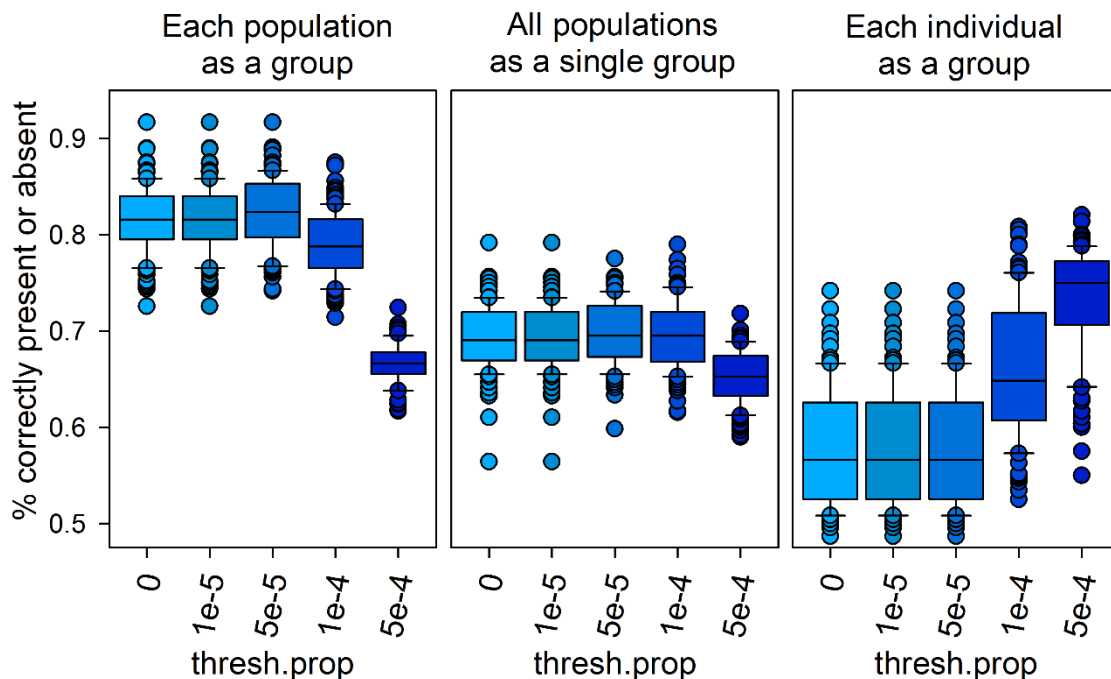 Each population
as a group
All populations
as a single group
Each individual
as a group
% correctly present or absent
0.9
0.8
0.7
0.6
0.5
0
1e-5
5e-5
1e-4
5e-4
0
1e-5
5e-5
1e-4
5e-4
0
1e-5
5e-5
1e-4
5e-4
thresh.prop
thresh.prop
thresh.prop